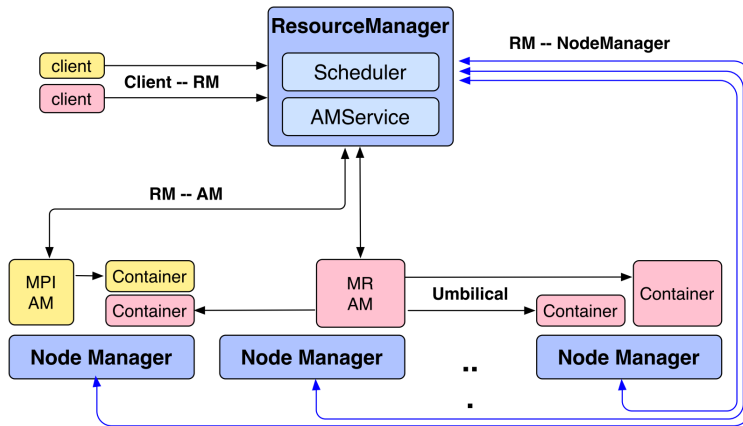 ResourceManager
RM -- NodeManager
client
Scheduler
Client -- RM
client
AMService
RM -- AM
MPI
AM
Container
Container
MR
AM
Umbilical
Container
Container
Node Manager
Node Manager
..
.
Node Manager